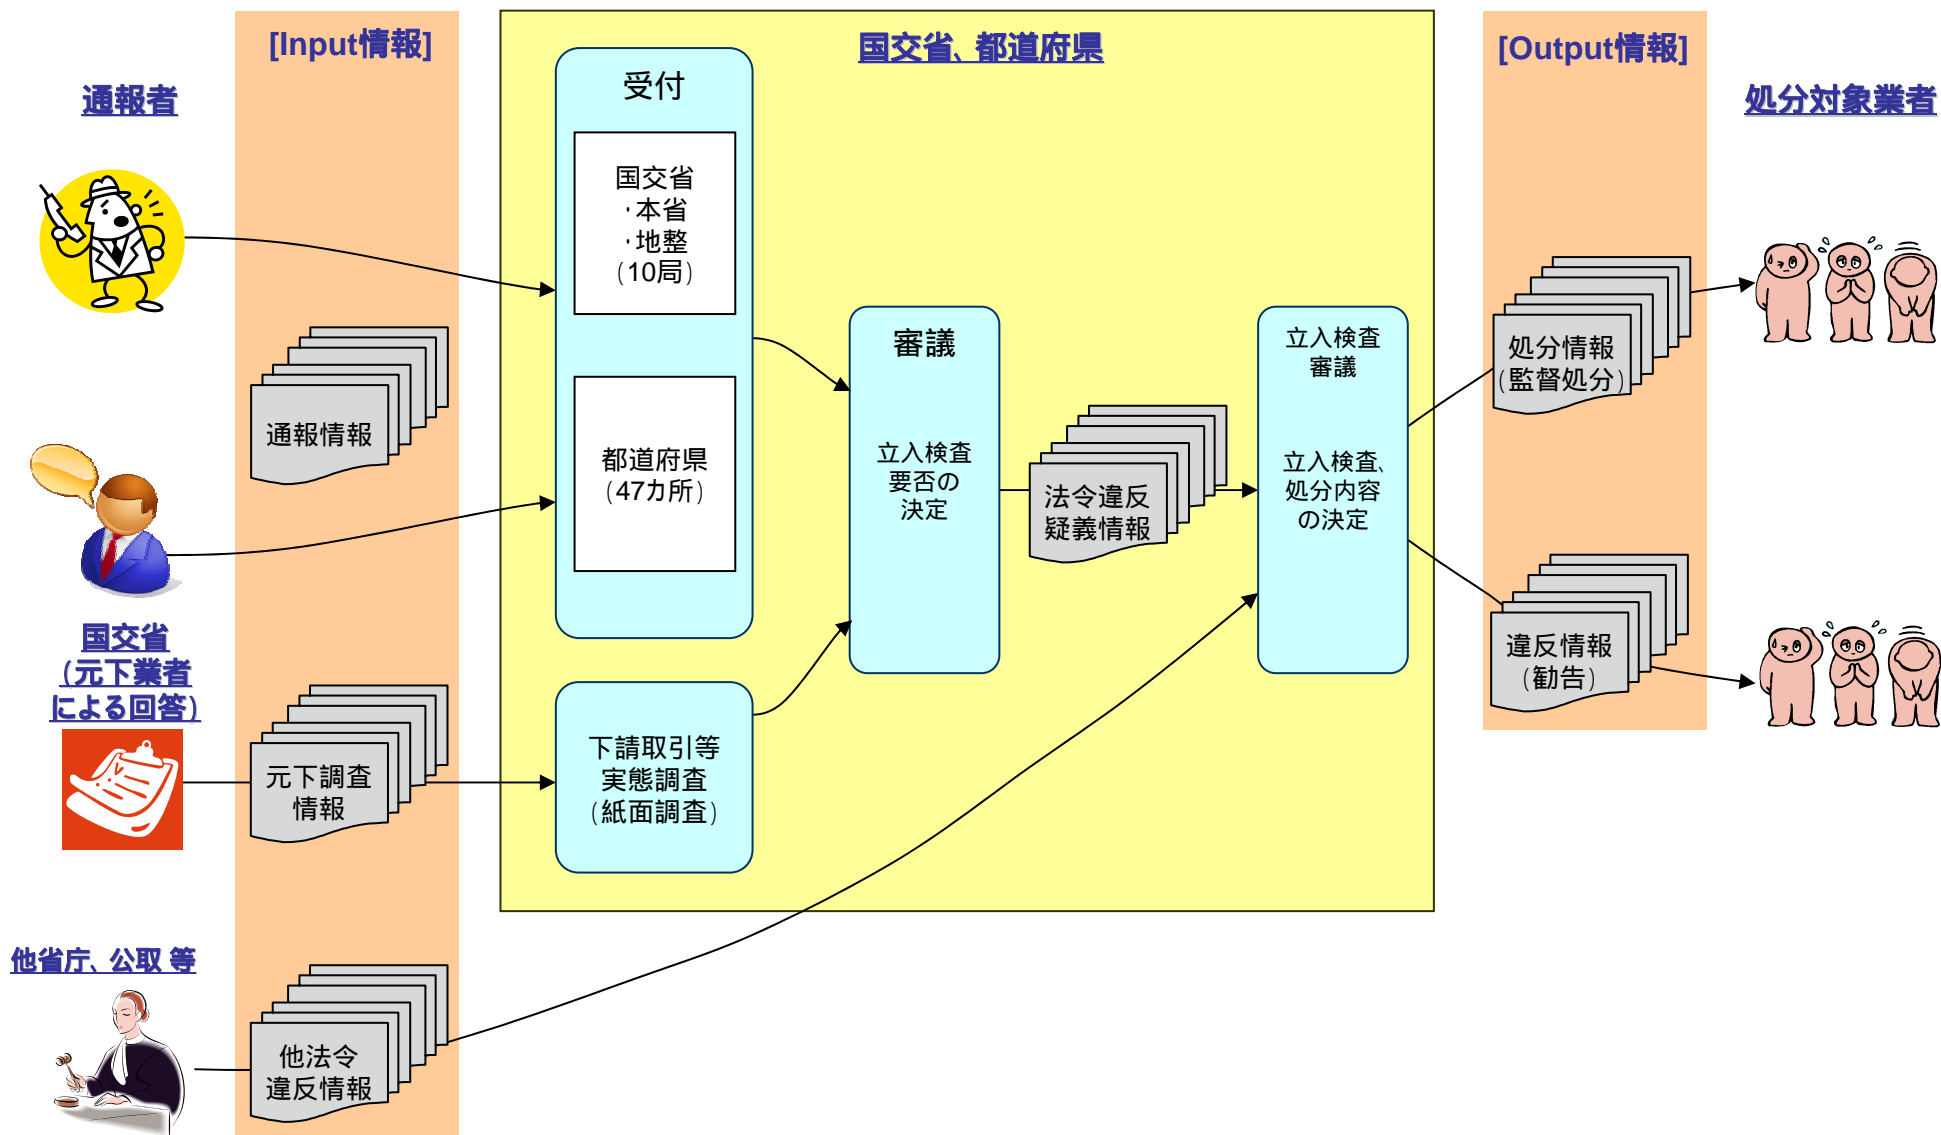 [Input情報]
国交省、都道府県
[Output情報]
通報者
処分対象業者
受付
国交省
・本省
・地整
(10局)
都道府県
(47カ所)
通報情報
審議
立入検査
要否の
決定
法令違反
疑義情報
立入検査
審議
立入検査、
処分内容
の決定
処分情報
(監督処分)
違反情報
(勧告)
国交省
(元下業者
による回答)
元下調査
情報
下請取引等
実態調査
(紙面調査)
他省庁、公取 等
他法令
違反情報